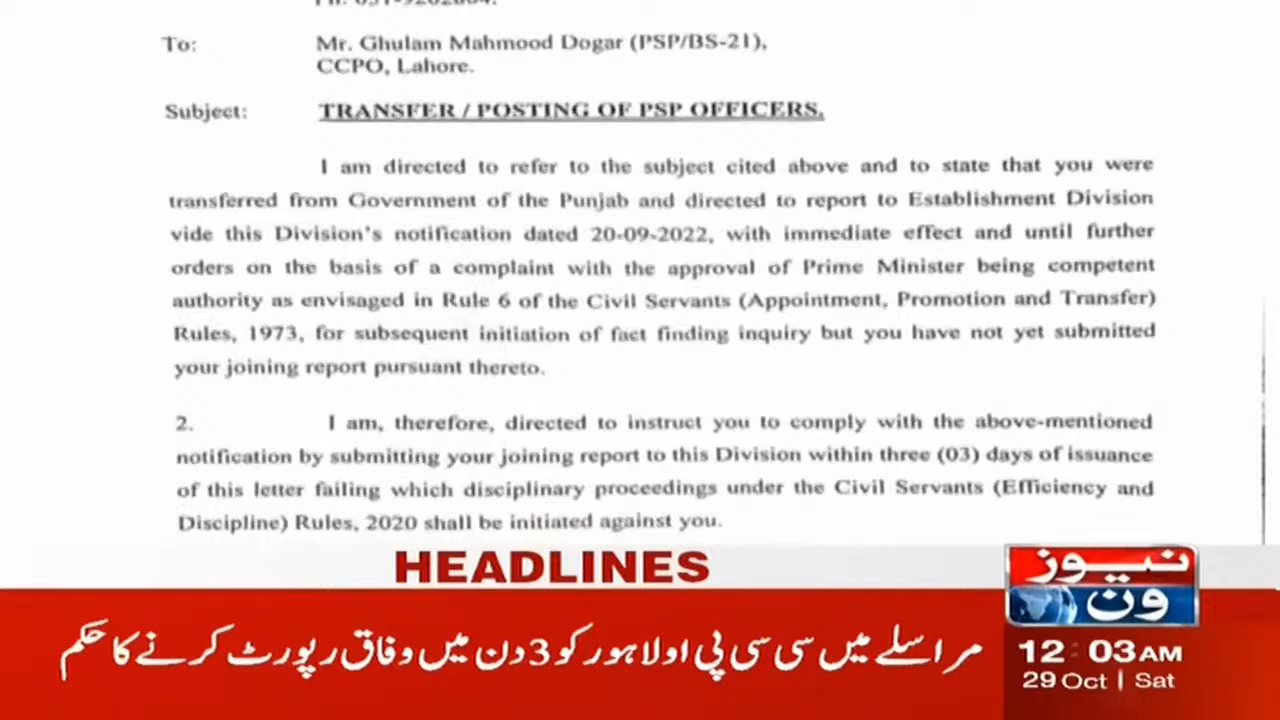 To: Mr. Ghulam Mahmood Dogar (PSP/BS-21),
CCPO, Lahore.
Subject: TRANSFER / POSTING OF PSP OFFICERS.
I am directed to refer to the subject cited above and to state that you were
transferred from Government of the Punjab and directed to report to Establishment Division
vide this Division's notification dated 20-09-2022, with immediate effect and until further
orders on the basis of a complaint with the approval of Prime Minister being competent
authority as envisaged in Rule 6 of the Civil Servants (Appointment, Promotion and Transfer)
Rules, 1973, for subsequent initiation of fact finding inquiry but you have not yet submitted
your joining report pursuant thereto.
2. I am, therefore, directed to instruct you to comply with the above-mentioned
notification by submitting your joining report to this Division within three (03) days of issuance
of this letter failing which disciplinary proceedings under the Civil Servants (Efficiency and
Discipline) Rules, 2020 shall be initiated against you.
HEADLINES
نیوز
ون
مراسلے میں سی سی پی او لاہور کو 3 دن میں وفاق رپورٹ کرنے کا حکم
12:03 AM
29 Oct | Sat